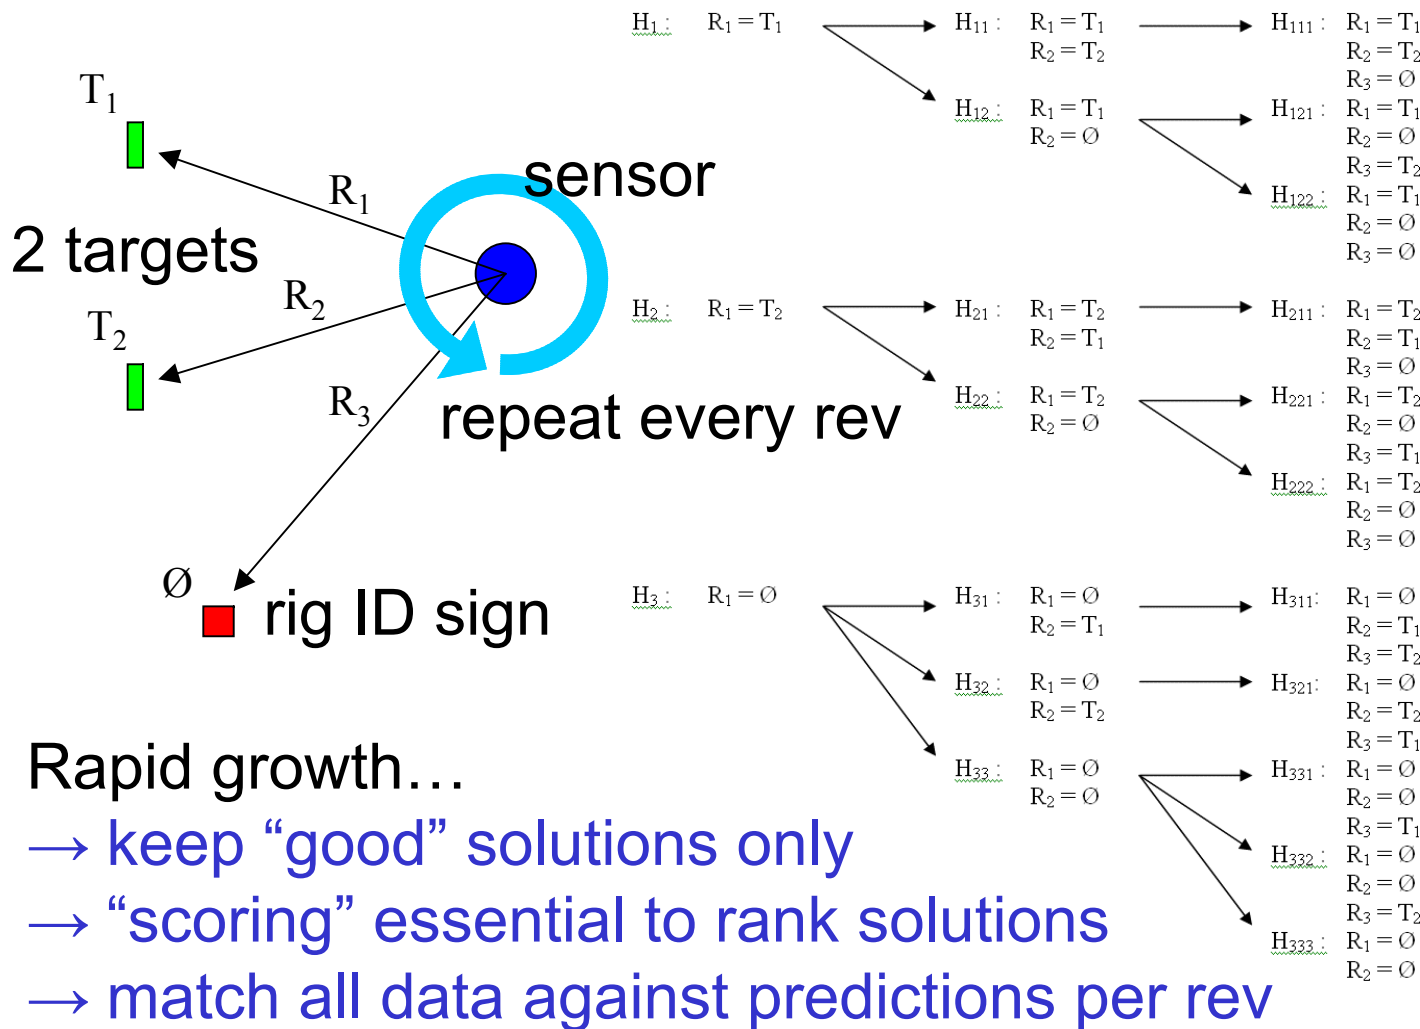 T₁
sensor
R₁
2 targets
R₂
T₂
R₃
repeat every rev
Ø
rig ID sign
Rapid growth…
→ keep “good” solutions only
→ “scoring” essential to rank solutions
→ match all data against predictions per rev
H₁ : R₁ = T₁
H₁₁ : R₁ = T₁
R₂ = T₂
H₁₁₁ : R₁ = T₁
R₂ = T₂
R₃ = Ø
H₁₂ : R₁ = T₁
R₂ = Ø
H₁₂₁ : R₁ = T₁
R₂ = Ø
R₃ = T₂
H₁₂₂ : R₁ = T₁
R₂ = Ø
R₃ = Ø
H₂ : R₁ = T₂
H₂₁ : R₁ = T₂
R₂ = T₁
H₂₁₁ : R₁ = T₂
R₂ = T₁
R₃ = Ø
H₂₂ : R₁ = T₂
R₂ = Ø
H₂₂₁ : R₁ = T₂
R₂ = Ø
R₃ = T₁
H₂₂₂ : R₁ = T₂
R₂ = Ø
R₃ = Ø
H₃ : R₁ = Ø
H₃₁ : R₁ = Ø
R₂ = T₁
H₃₁₁ : R₁ = Ø
R₂ = T₁
R₃ = T₂
H₃₂ : R₁ = Ø
R₂ = T₂
H₃₂₁ : R₁ = Ø
R₂ = T₂
R₃ = T₁
H₃₃ : R₁ = Ø
R₂ = Ø
H₃₃₁ : R₁ = Ø
R₂ = Ø
R₃ = T₁
H₃₃₂ : R₁ = Ø
R₂ = Ø
R₃ = T₂
H₃₃₃ : R₁ = Ø
R₂ = Ø